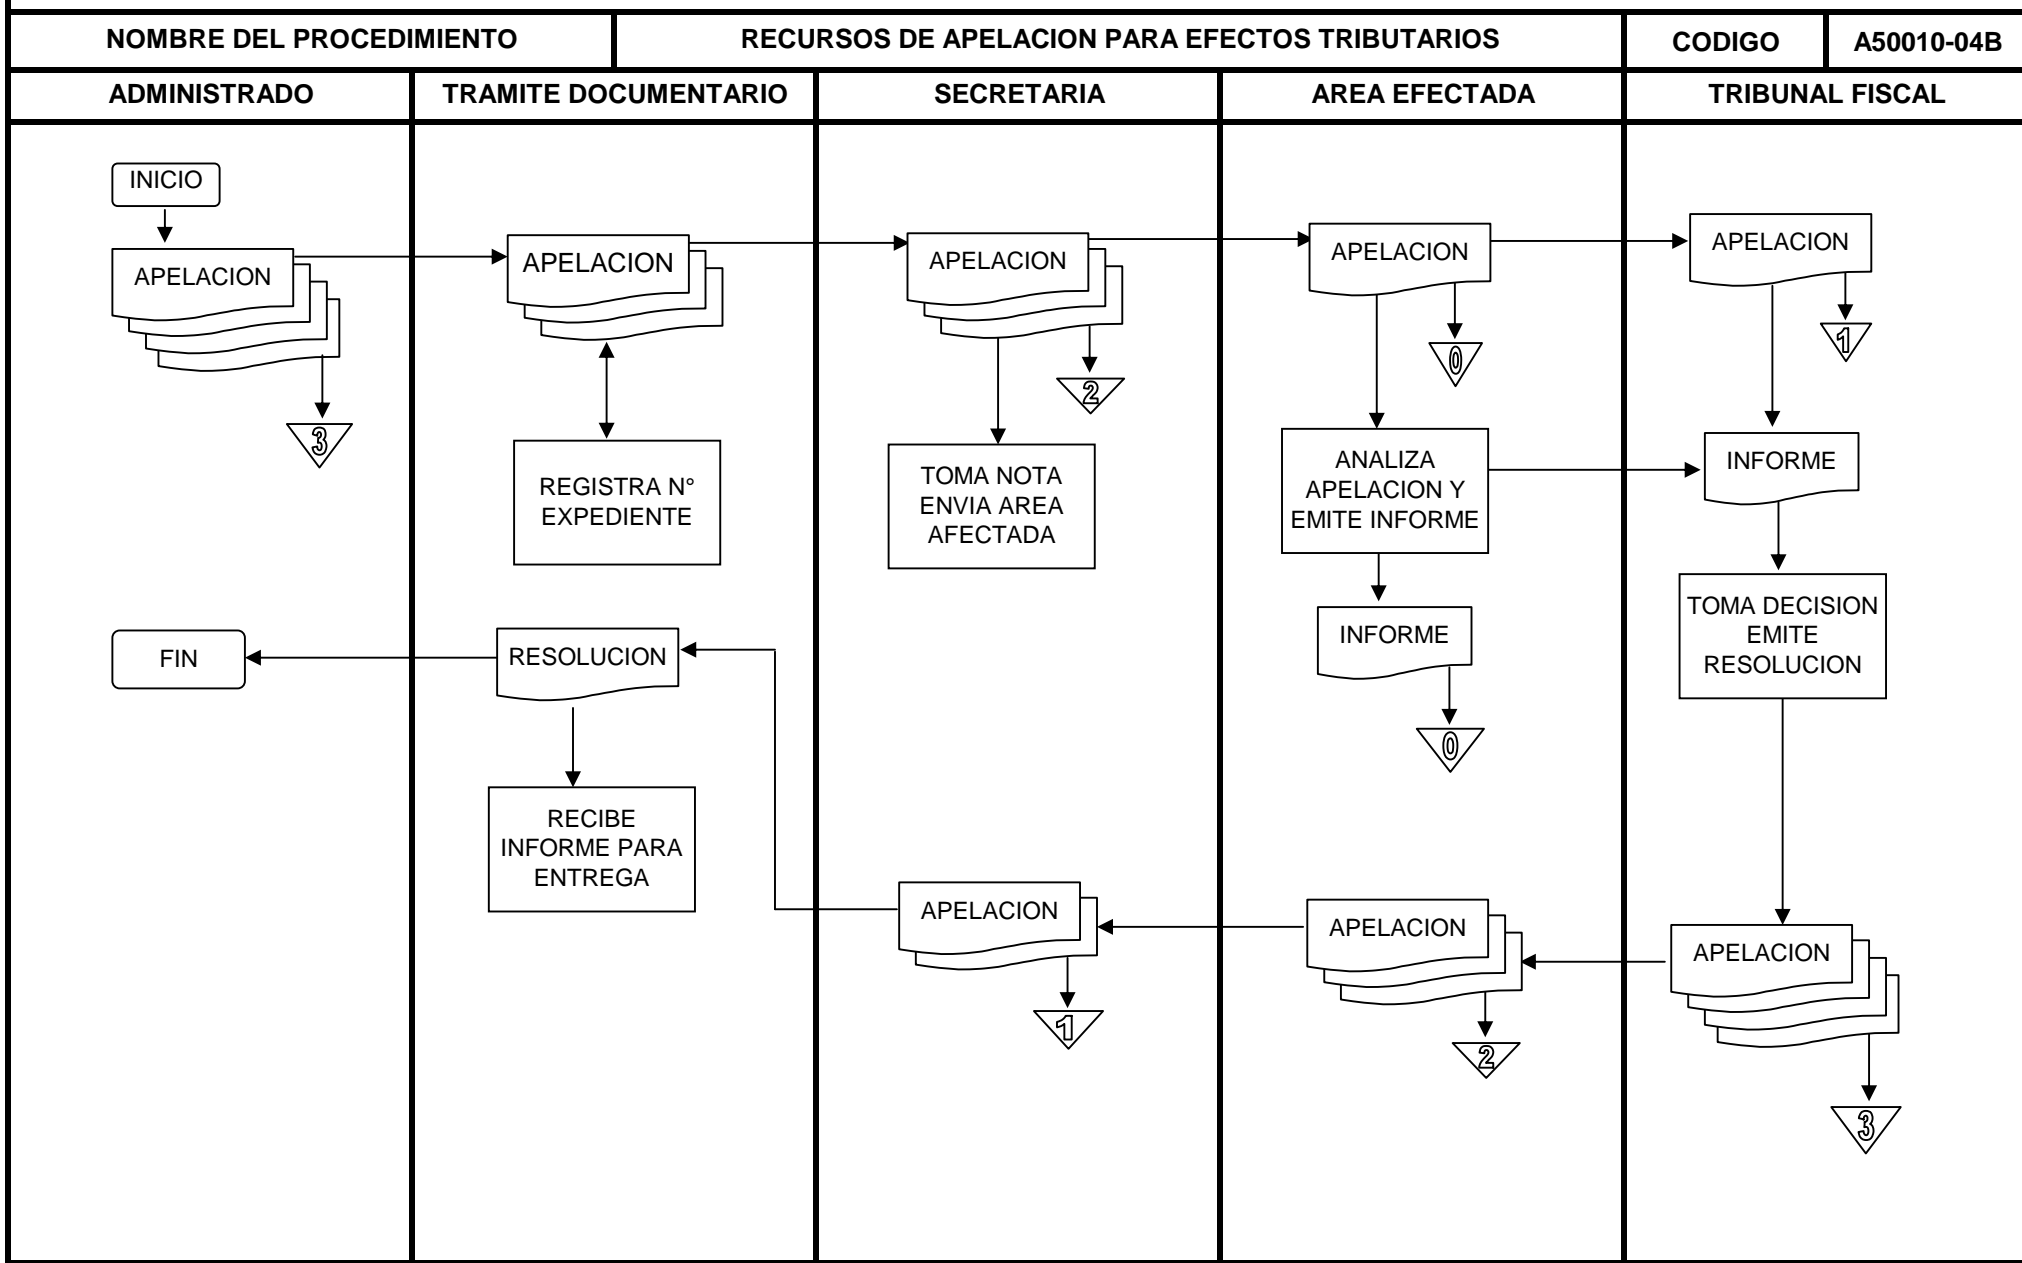 NOMBRE DEL PROCEDIMIENTO
RECURSOS DE APELACION PARA EFECTOS TRIBUTARIOS
CODIGO
A50010-04B
ADMINISTRADO
TRAMITE DOCUMENTARIO
SECRETARIA
AREA EFECTADA
TRIBUNAL FISCAL
INICIO
APELACION
3
APELACION
REGISTRA N°
EXPEDIENTE
APELACION
2
TOMA NOTA
ENVIA AREA
AFECTADA
APELACION
0
ANALIZA
APELACION Y
EMITE INFORME
INFORME
0
APELACION
1
INFORME
TOMA DECISION
EMITE
RESOLUCION
APELACION
3
APELACION
2
APELACION
1
RESOLUCION
RECIBE
INFORME PARA
ENTREGA
FIN